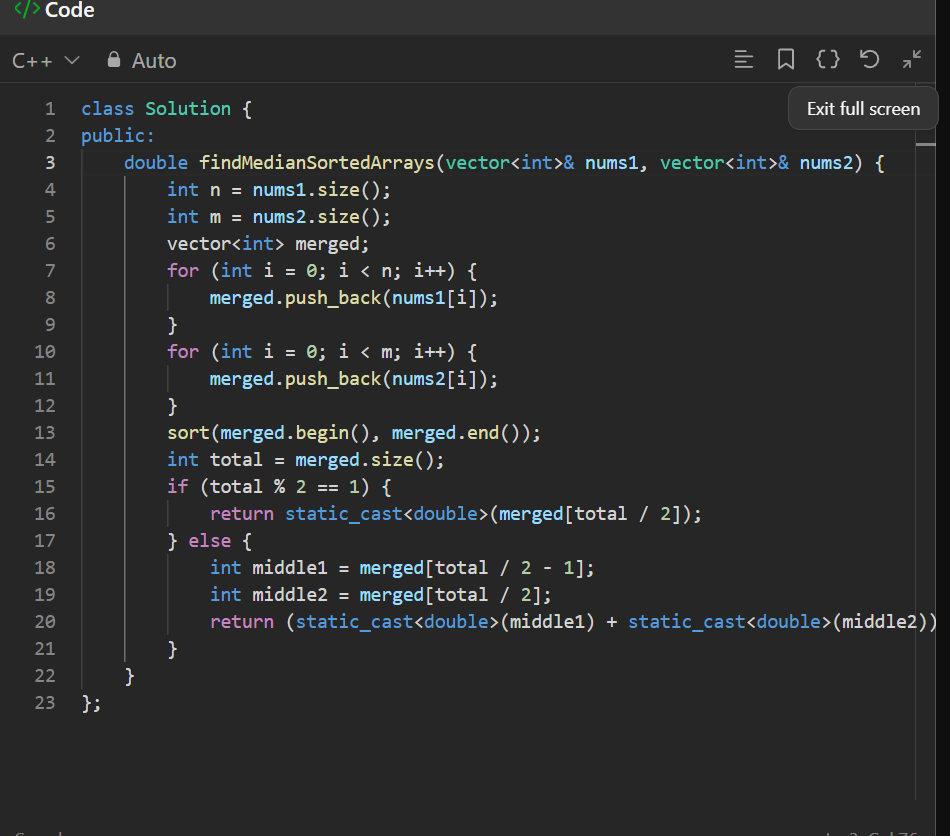 </> Code
C++ Auto
Exit full screen
1 class Solution {
2 public:
3     double findMedianSortedArrays(vector<int>& nums1, vector<int>& nums2) {
4         int n = nums1.size();
5         int m = nums2.size();
6         vector<int> merged;
7         for (int i = 0; i < n; i++) {
8             merged.push_back(nums1[i]);
9         }
10         for (int i = 0; i < m; i++) {
11             merged.push_back(nums2[i]);
12         }
13         sort(merged.begin(), merged.end());
14         int total = merged.size();
15         if (total % 2 == 1) {
16             return static_cast<double>(merged[total / 2]);
17         } else {
18             int middle1 = merged[total / 2 - 1];
19             int middle2 = merged[total / 2];
20             return (static_cast<double>(middle1) + static_cast<double>(middle2))
21         }
22     }
23 };